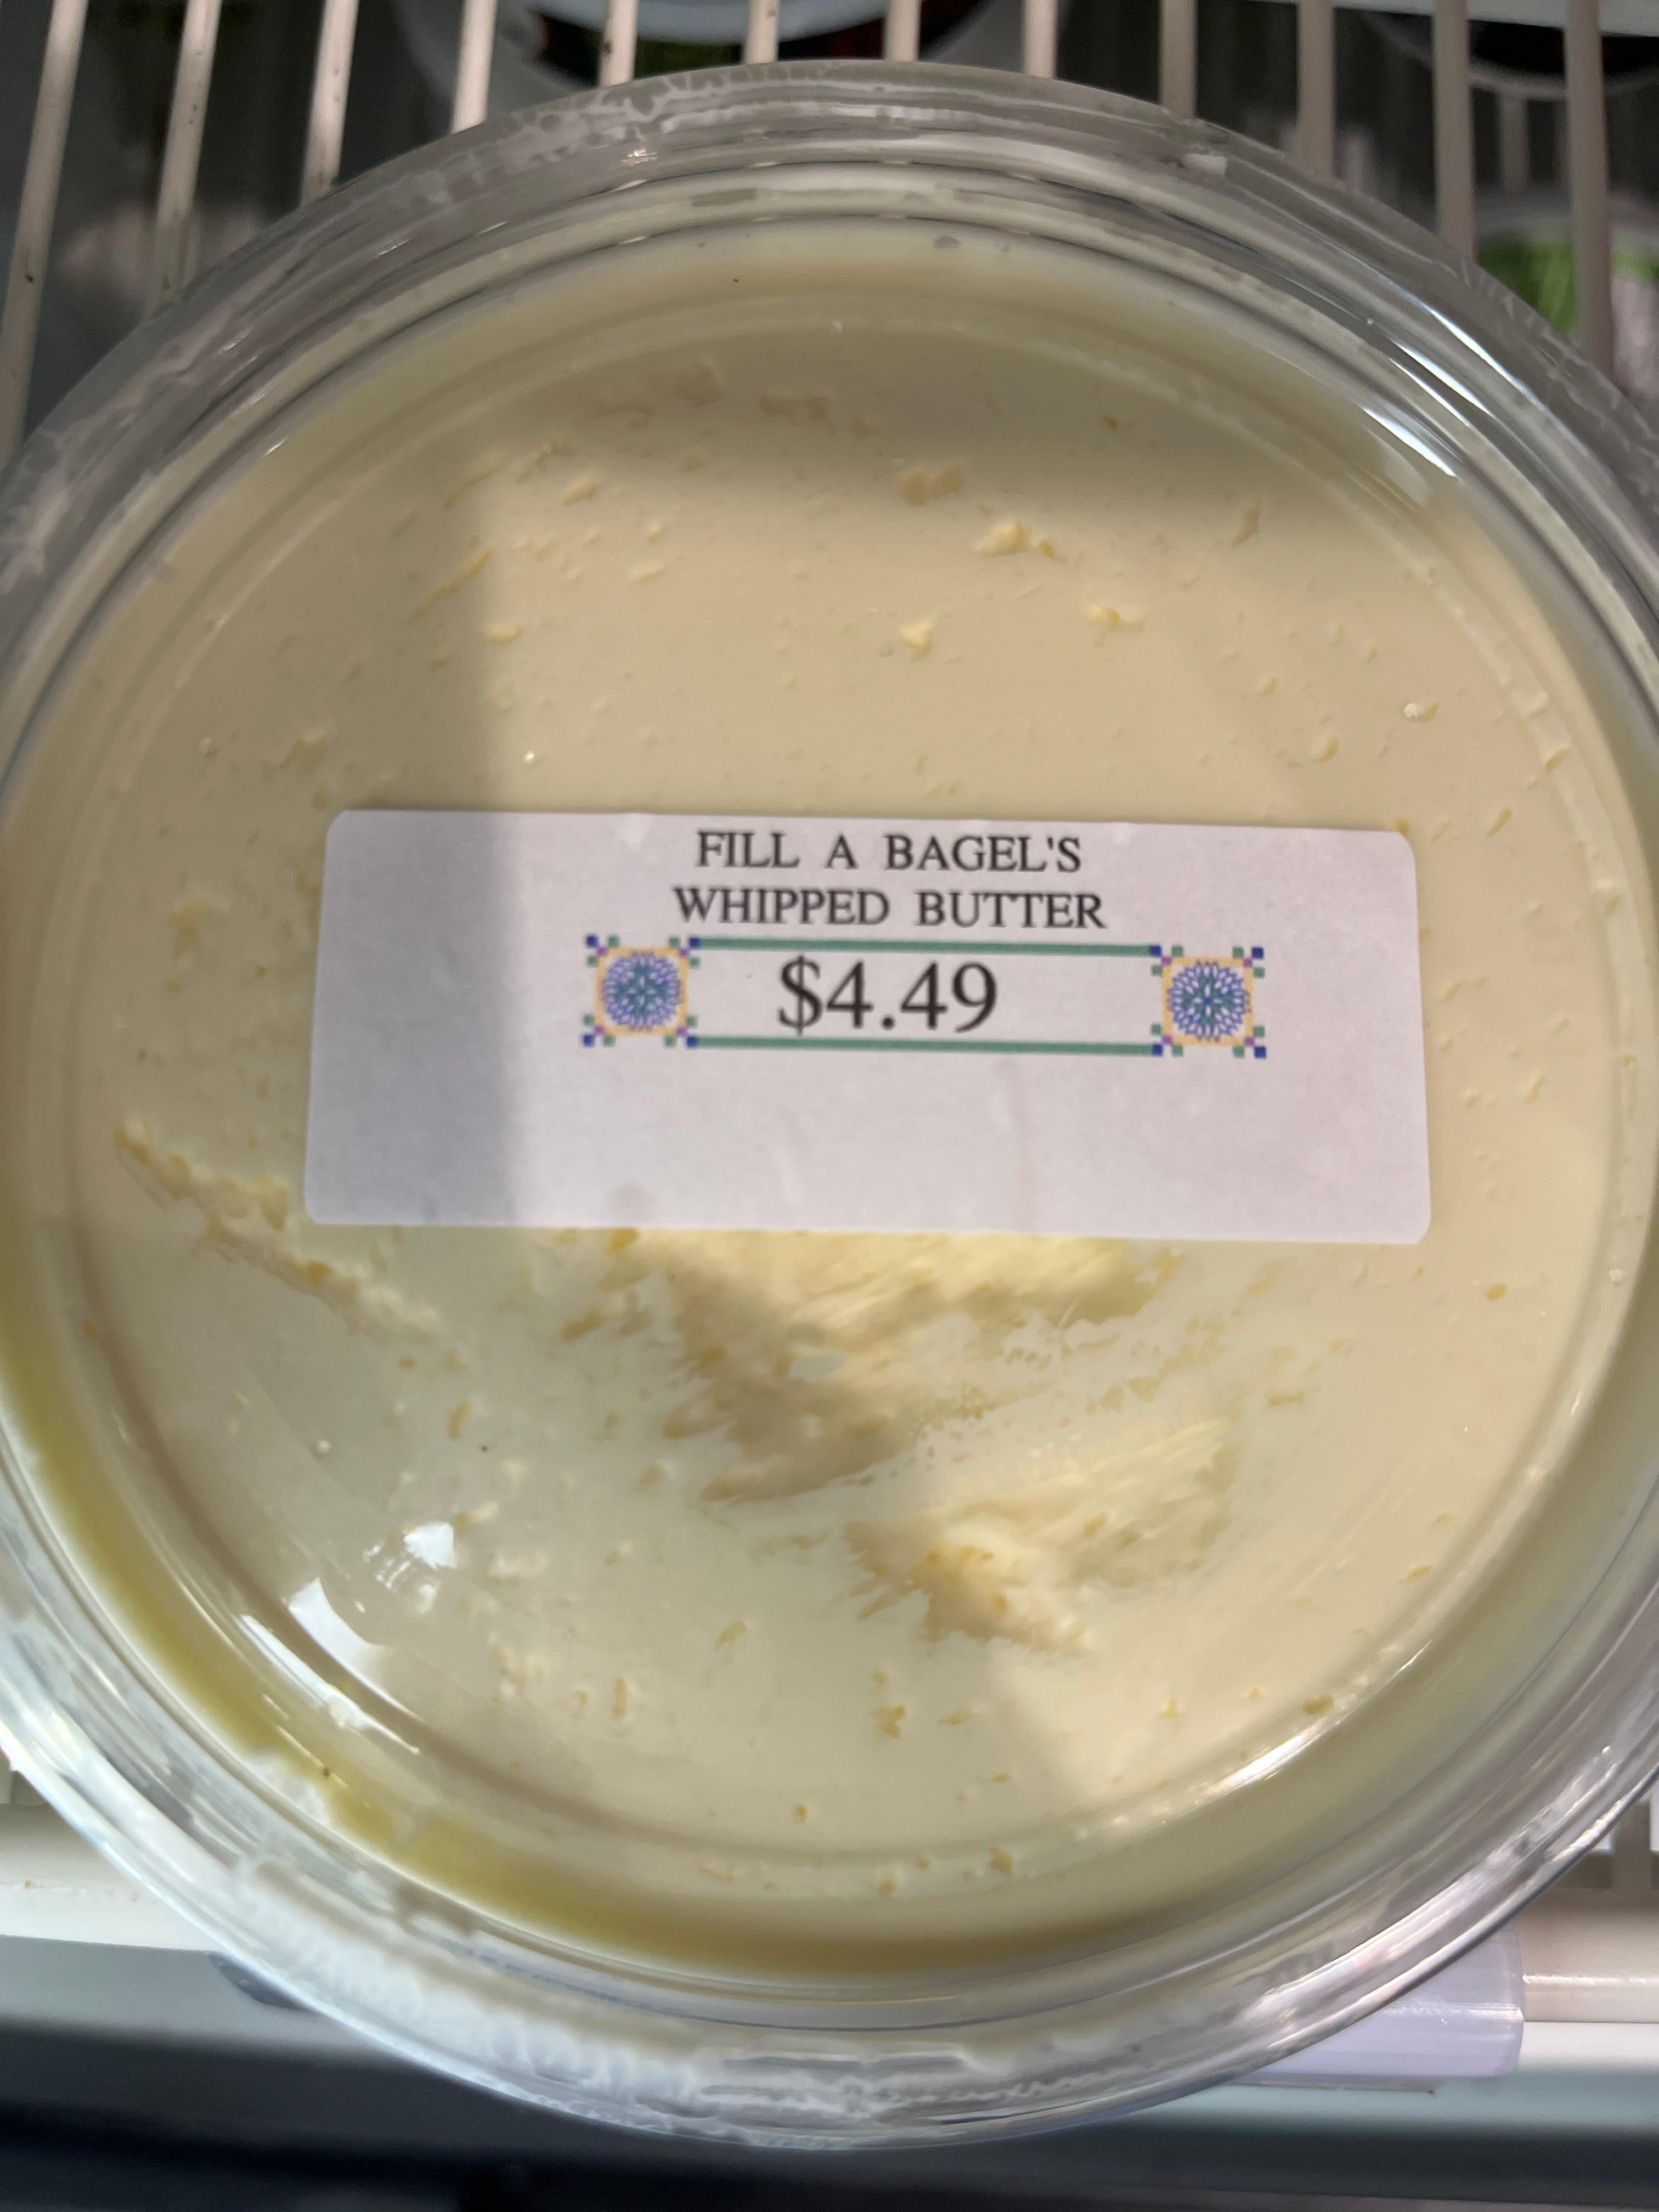 FILL A BAGEL'S
WHIPPED BUTTER
$4.49